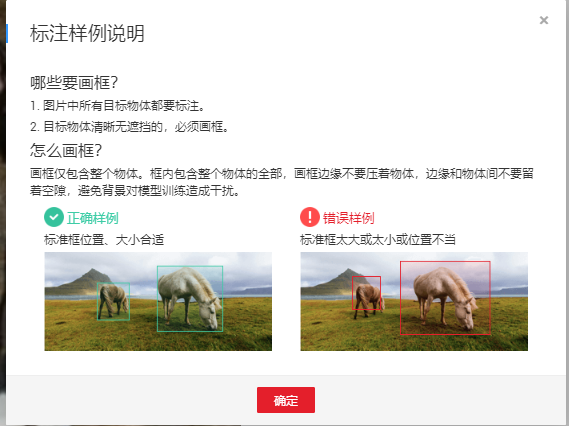 标注样例说明
哪些要画框?
1. 图片中所有目标物体都要标注。
2. 目标物体清晰无遮挡的，必须画框。
怎么画框?
画框仅包含整个物体。框内包含整个物体的全部，画框边缘不要压着物体，边缘和物体间不要留
着空隙，避免背景对模型训练造成干扰。
正确样例
标准框位置、大小合适
错误样例
标准框太大或太小或位置不当
确定